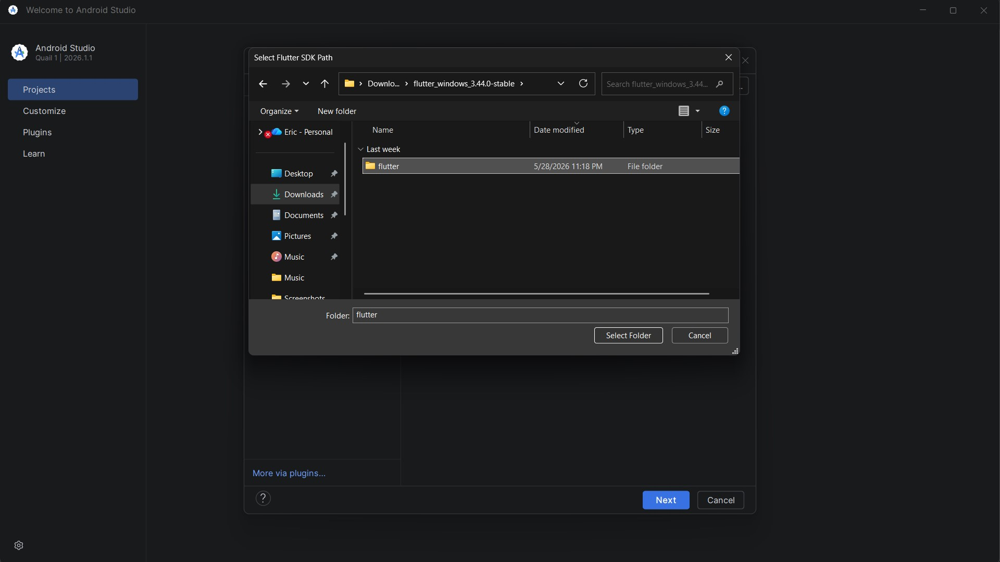 Welcome to Android Studio
Android Studio
Quail 1 | 2026.1.1
Projects
Customize
Plugins
Learn
Select Flutter SDK Path
Downlo... > flutter_windows_3.44.0-stable >
Search flutter_windows_3.44...
Organize
New folder
?
Eric - Personal
Desktop
Downloads
Documents
Pictures
Music
Music
Screenshots
Name
Date modified
Type
Size
Last week
flutter 5/28/2026 11:18 PM File folder
Folder: flutter
Select Folder
Cancel
More via plugins...
?
Next
Cancel